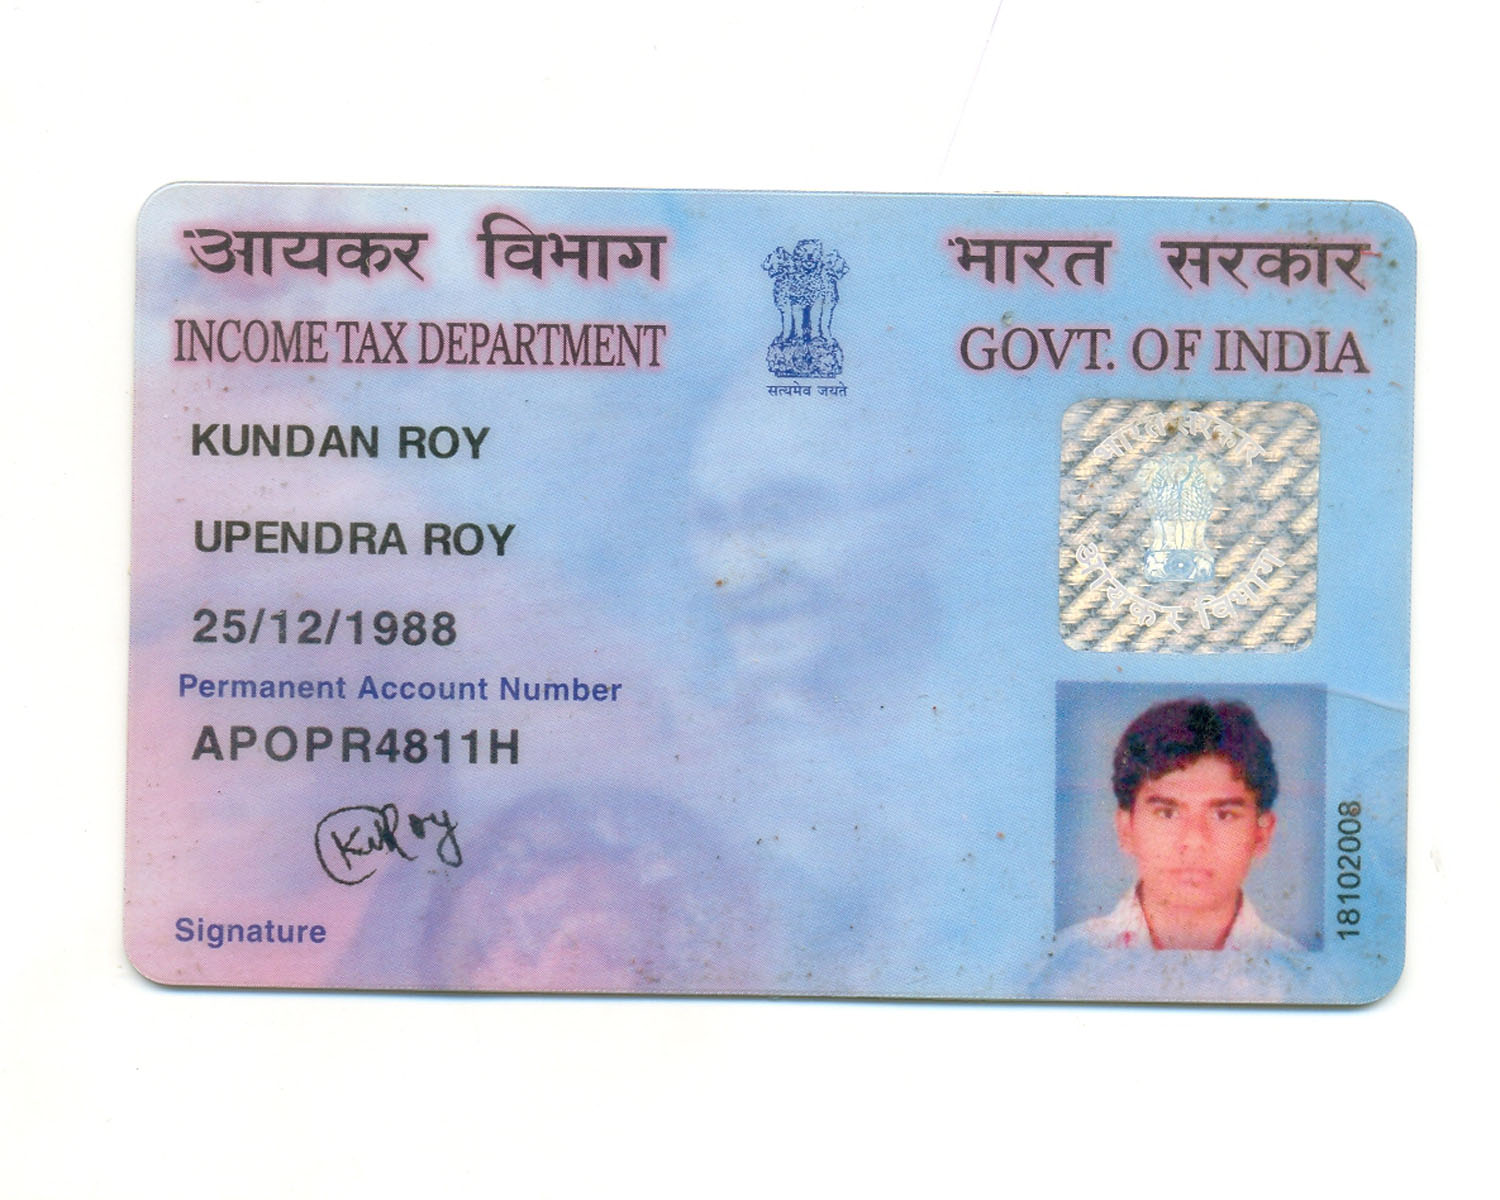 आयकर विभाग
INCOME TAX DEPARTMENT
सत्यमेव जयते
भारत सरकार
GOVT. OF INDIA
KUNDAN ROY
UPENDRA ROY
25/12/1988
Permanent Account Number
APOPR4811H
Signature
भारत सरकार
आयकर विभाग
18102008